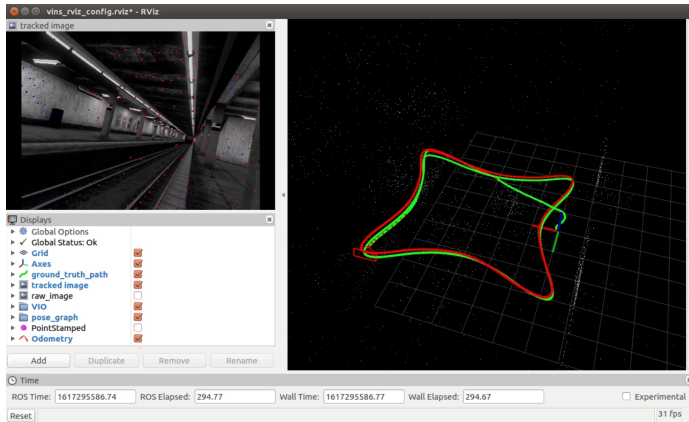 vins_rviz_config.rviz* - RViz
tracked image
Displays
Global Options
Global Status: Ok
Grid
Axes
ground_truth_path
tracked image
raw_image
VIO
pose_graph
PointStamped
Odometry
Add Duplicate Remove Rename
Time
ROS Time: 1617295586.74 ROS Elapsed: 294.77 Wall Time: 1617295586.77 Wall Elapsed: 294.67 Experimental
Reset 31 fps